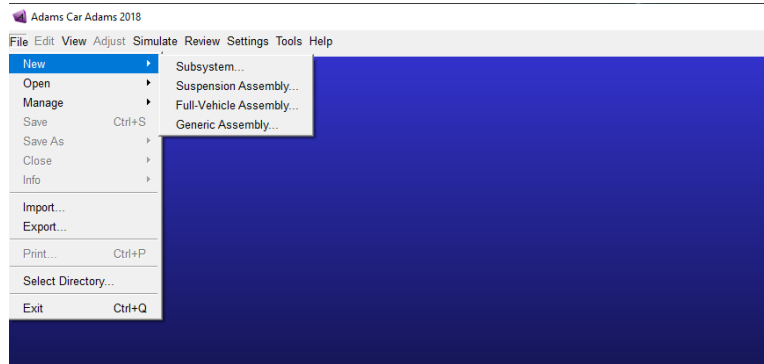 Adams Car Adams 2018
File Edit View Adjust Simulate Review Settings Tools Help
New
Subsystem...
Open
Suspension Assembly...
Manage
Full-Vehicle Assembly...
Save Ctrl+S
Generic Assembly...
Save As
Close
Info
Import...
Export...
Print... Ctrl+P
Select Directory...
Exit Ctrl+Q